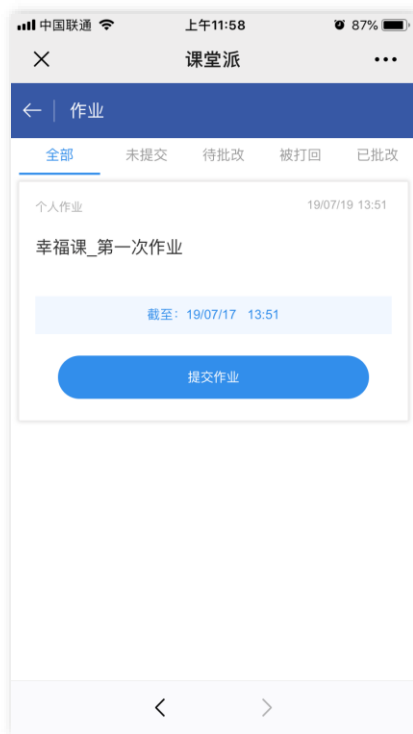 中国联通 上午11:58 87%
课堂派
作业
全部 未提交 待批改 被打回 已批改
个人作业 19/07/19 13:51
幸福课_第一次作业
截至：19/07/17 13:51
提交作业